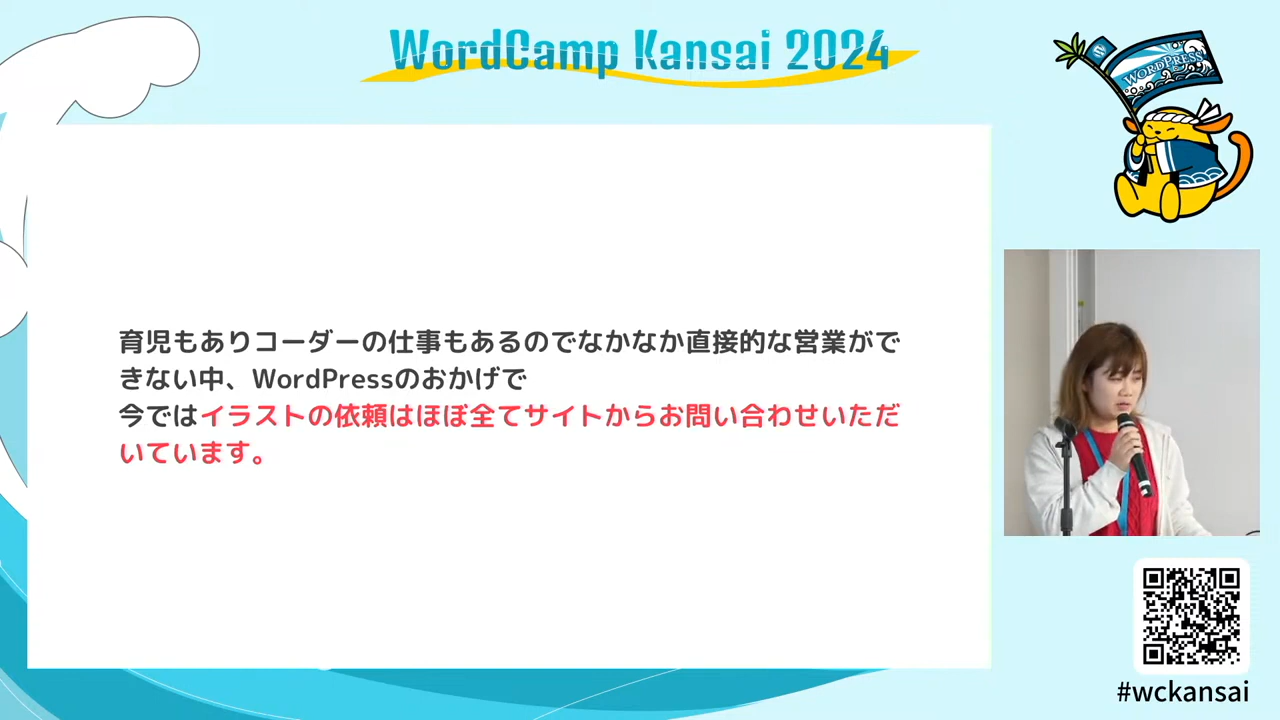 WordCamp Kansai 2024
WORDPRESS
育児もありコーダーの仕事もあるのでなかなか直接的な営業がで
きない中、WordPressのおかげで
今ではイラストの依頼はほぼ全てサイトからお問い合わせいただ
いています。
#wckansai